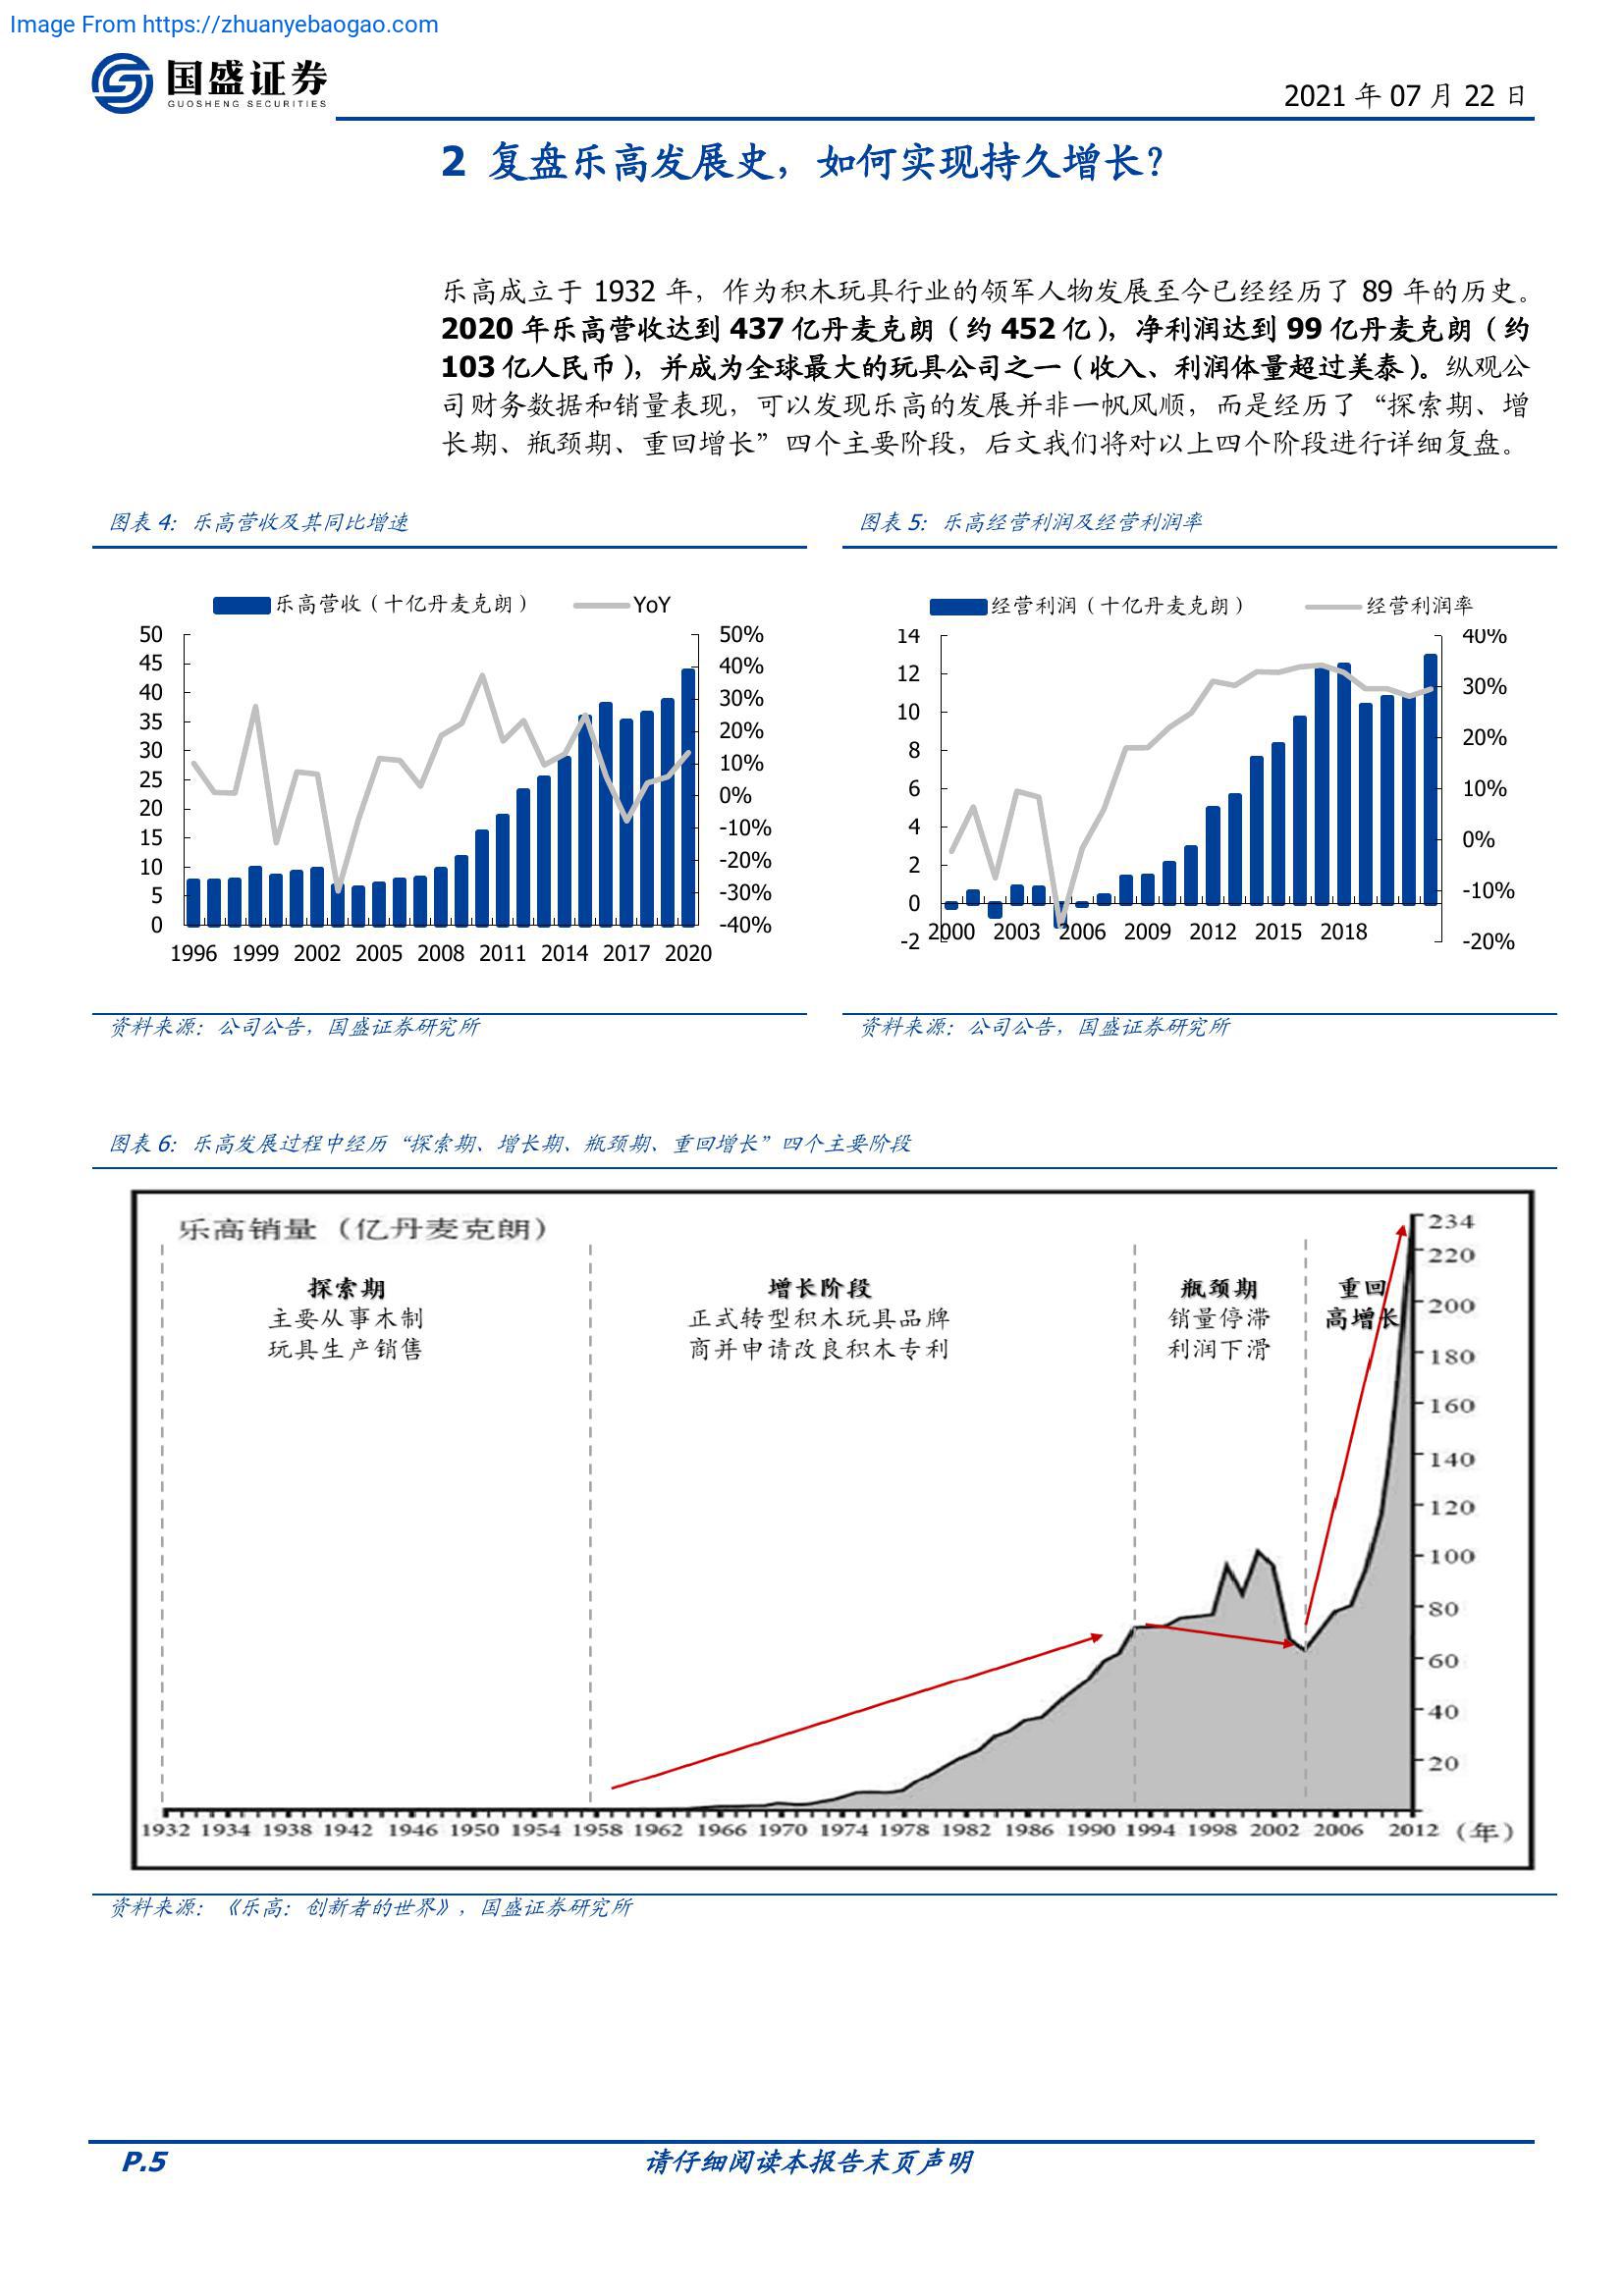 Image From https://zhuanyebaogao.com
国盛证券
GUOSHENG SECURITIES
2021 年 07 月 22 日
2 复盘乐高发展史，如何实现持久增长？
乐高成立于 1932 年，作为积木玩具行业的领军人物发展至今已经经历了 89 年的历史。
2020 年乐高营收达到 437 亿丹麦克朗（约 452 亿），净利润达到 99 亿丹麦克朗（约
103 亿人民币），并成为全球最大的玩具公司之一（收入、利润体量超过美泰）。纵观公
司财务数据和销量表现，可以发现乐高的发展并非一帆风顺，而是经历了“探索期、增
长期、瓶颈期、重回增长”四个主要阶段，后文我们将对以上四个阶段进行详细复盘。
图表 4：乐高营收及其同比增速
乐高营收（十亿丹麦克朗） YoY
50 50%
45 40%
40 30%
35 20%
30 10%
25 0%
20 -10%
15 -20%
10 -30%
5 -40%
0
1996 1999 2002 2005 2008 2011 2014 2017 2020
资料来源：公司公告，国盛证券研究所
图表 5：乐高经营利润及经营利润率
经营利润（十亿丹麦克朗） 经营利润率
14 40%
12 30%
10 20%
8 10%
6 0%
4 -10%
2 -20%
0
-2
2000 2003 2006 2009 2012 2015 2018
资料来源：公司公告，国盛证券研究所
图表 6：乐高发展过程中经历“探索期、增长期、瓶颈期、重回增长”四个主要阶段
乐高销量（亿丹麦克朗）
探索期
主要从事木制
玩具生产销售
增长阶段
正式转型积木玩具品牌
商并申请改良积木专利
瓶颈期
销量停滞
利润下滑
重回
高增长
234
220
200
180
160
140
120
100
80
60
40
20
1932 1934 1938 1942 1946 1950 1954 1958 1962 1966 1970 1974 1978 1982 1986 1990 1994 1998 2002 2006 2012 （年）
资料来源：《乐高：创新者的世界》，国盛证券研究所
P.5 请仔细阅读本报告末页声明